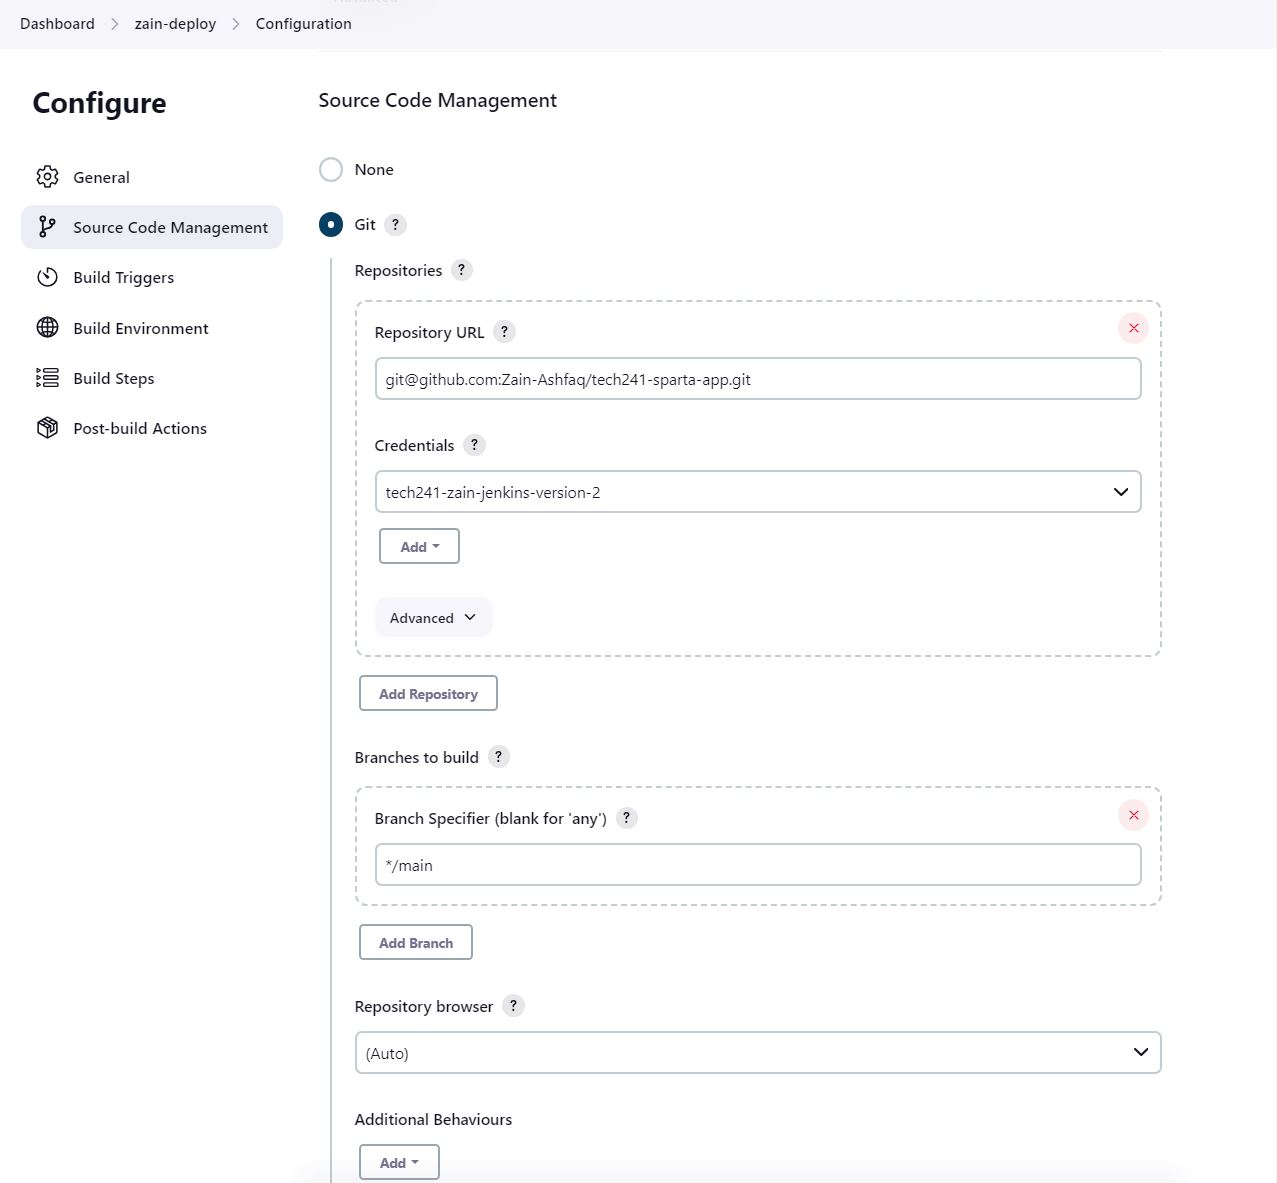 Dashboard > zain-deploy > Configuration
Configure
General
Source Code Management
Build Triggers
Build Environment
Build Steps
Post-build Actions
Source Code Management
None
Git ?
Repositories ?
Repository URL ?
git@github.com:Zain-Ashfaq/tech241-sparta-app.git
Credentials ?
tech241-zain-jenkins-version-2
Add
Advanced
Add Repository
Branches to build ?
Branch Specifier (blank for 'any') ?
*/main
Add Branch
Repository browser ?
(Auto)
Additional Behaviours
Add